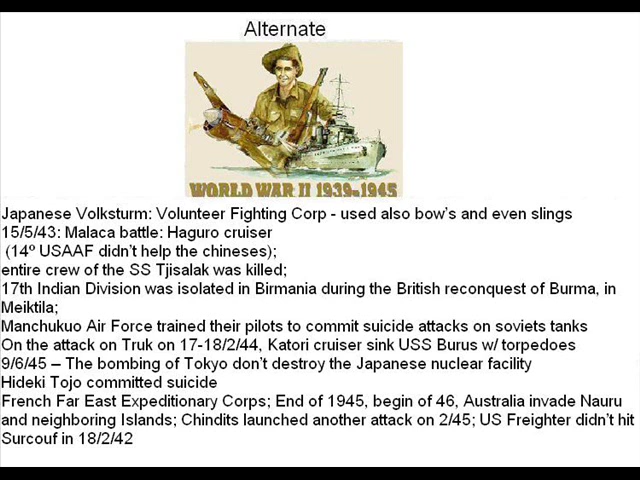 Alternate
WORLD WAR II 1939-1945
Japanese Volksturm: Volunteer Fighting Corp - used also bow's and even slings
15/5/43: Malaca battle: Haguro cruiser
(14º USAAF didn't help the chineses);
entire crew of the SS Tjisalak was killed;
17th Indian Division was isolated in Birmania during the British reconquest of Burma, in
Meiktila;
Manchukuo Air Force trained their pilots to commit suicide attacks on soviets tanks
On the attack on Truk on 17-18/2/44, Katori cruiser sink USS Burus w/ torpedoes
9/6/45 – The bombing of Tokyo don't destroy the Japanese nuclear facility
Hideki Tojo committed suicide
French Far East Expeditionary Corps; End of 1945, begin of 46, Australia invade Nauru
and neighboring Islands; Chindits launched another attack on 2/45; US Freighter didn't hit
Surcouf in 18/2/42